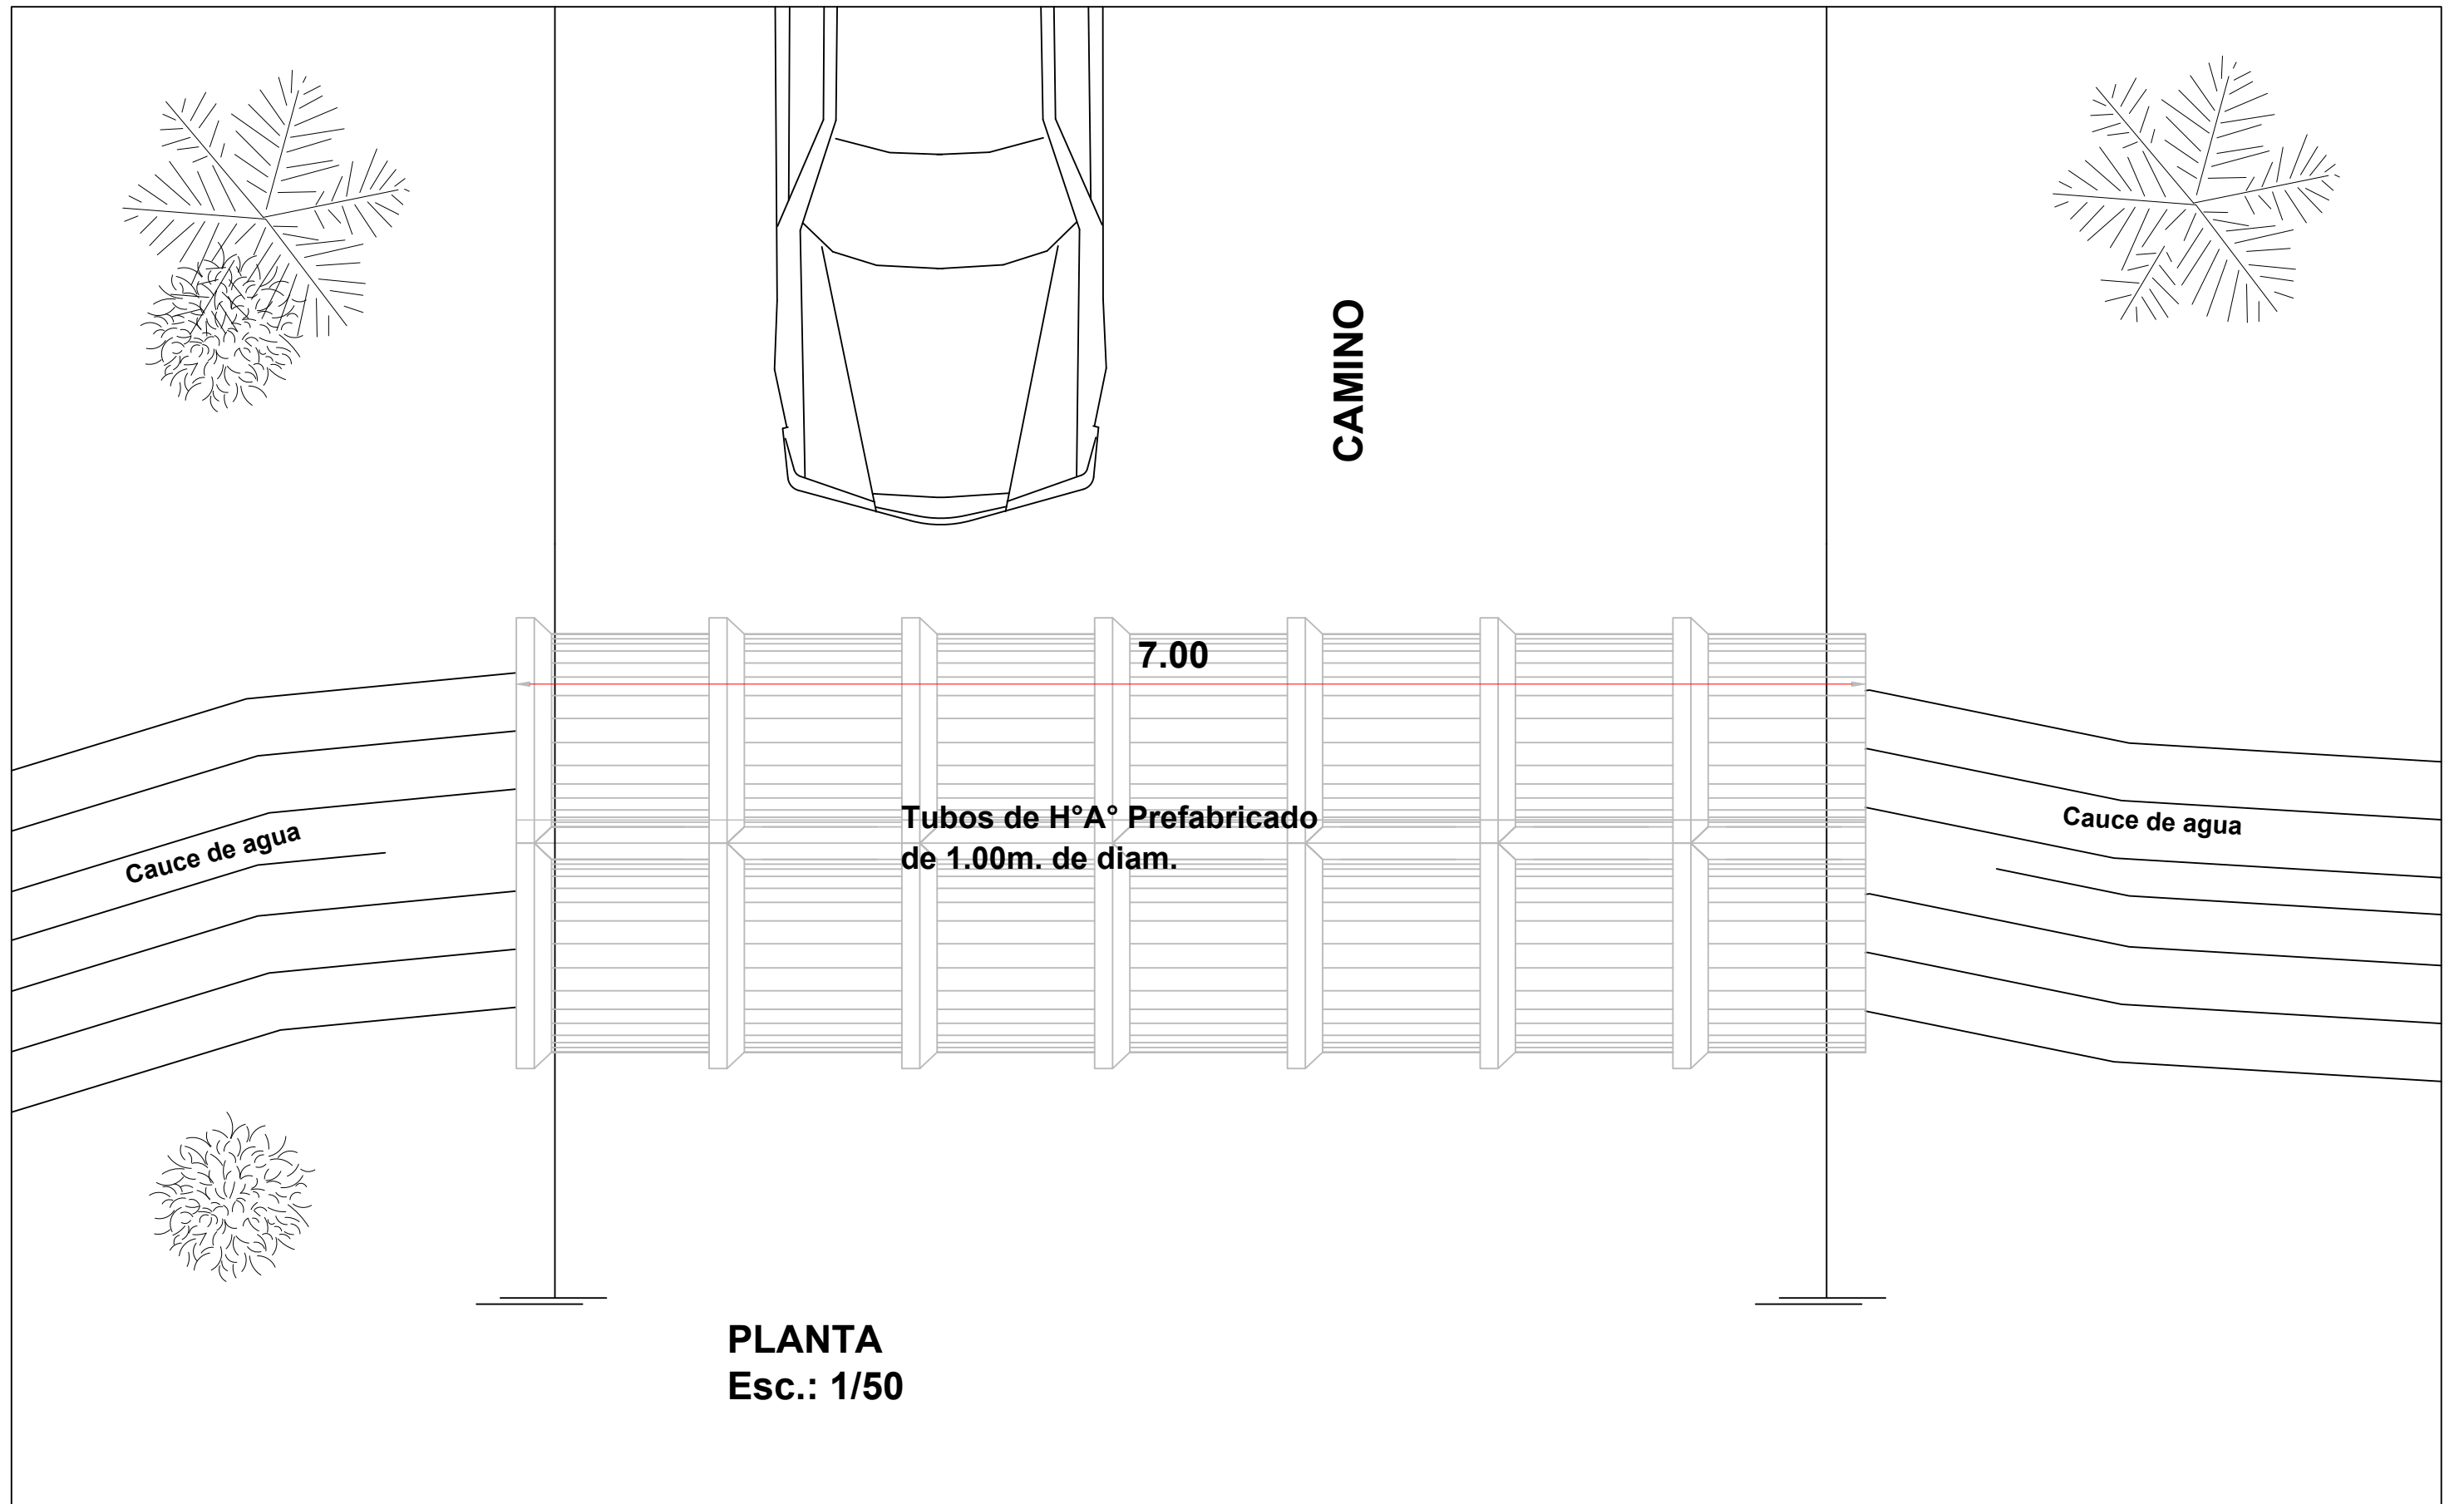 CAMINO
7.00
Tubos de H°A° Prefabricado
de 1.00m. de diam.
Cauce de agua
Cauce de agua
PLANTA
Esc.: 1/50